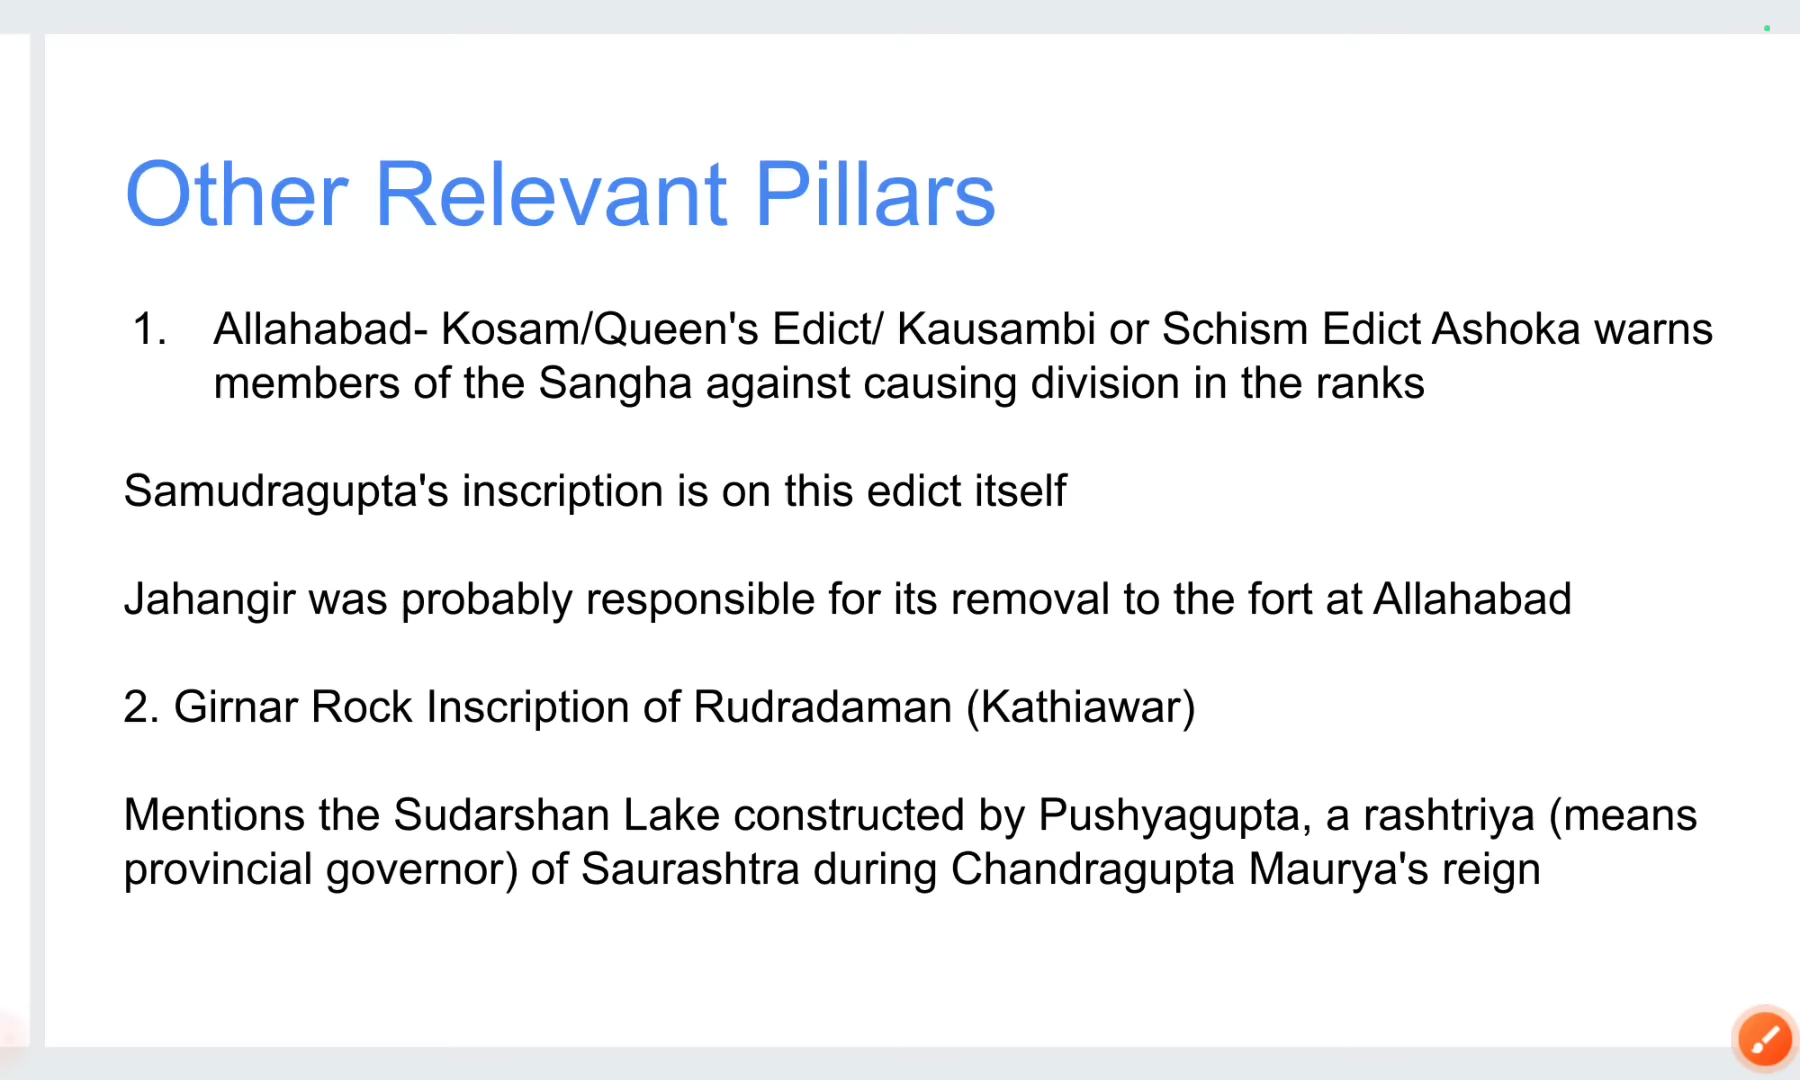 Other Relevant Pillars
1. Allahabad- Kosam/Queen's Edict/ Kausambi or Schism Edict Ashoka warns
members of the Sangha against causing division in the ranks
Samudragupta's inscription is on this edict itself
Jahangir was probably responsible for its removal to the fort at Allahabad
2. Girnar Rock Inscription of Rudradaman (Kathiawar)
Mentions the Sudarshan Lake constructed by Pushyagupta, a rashtriya (means
provincial governor) of Saurashtra during Chandragupta Maurya's reign